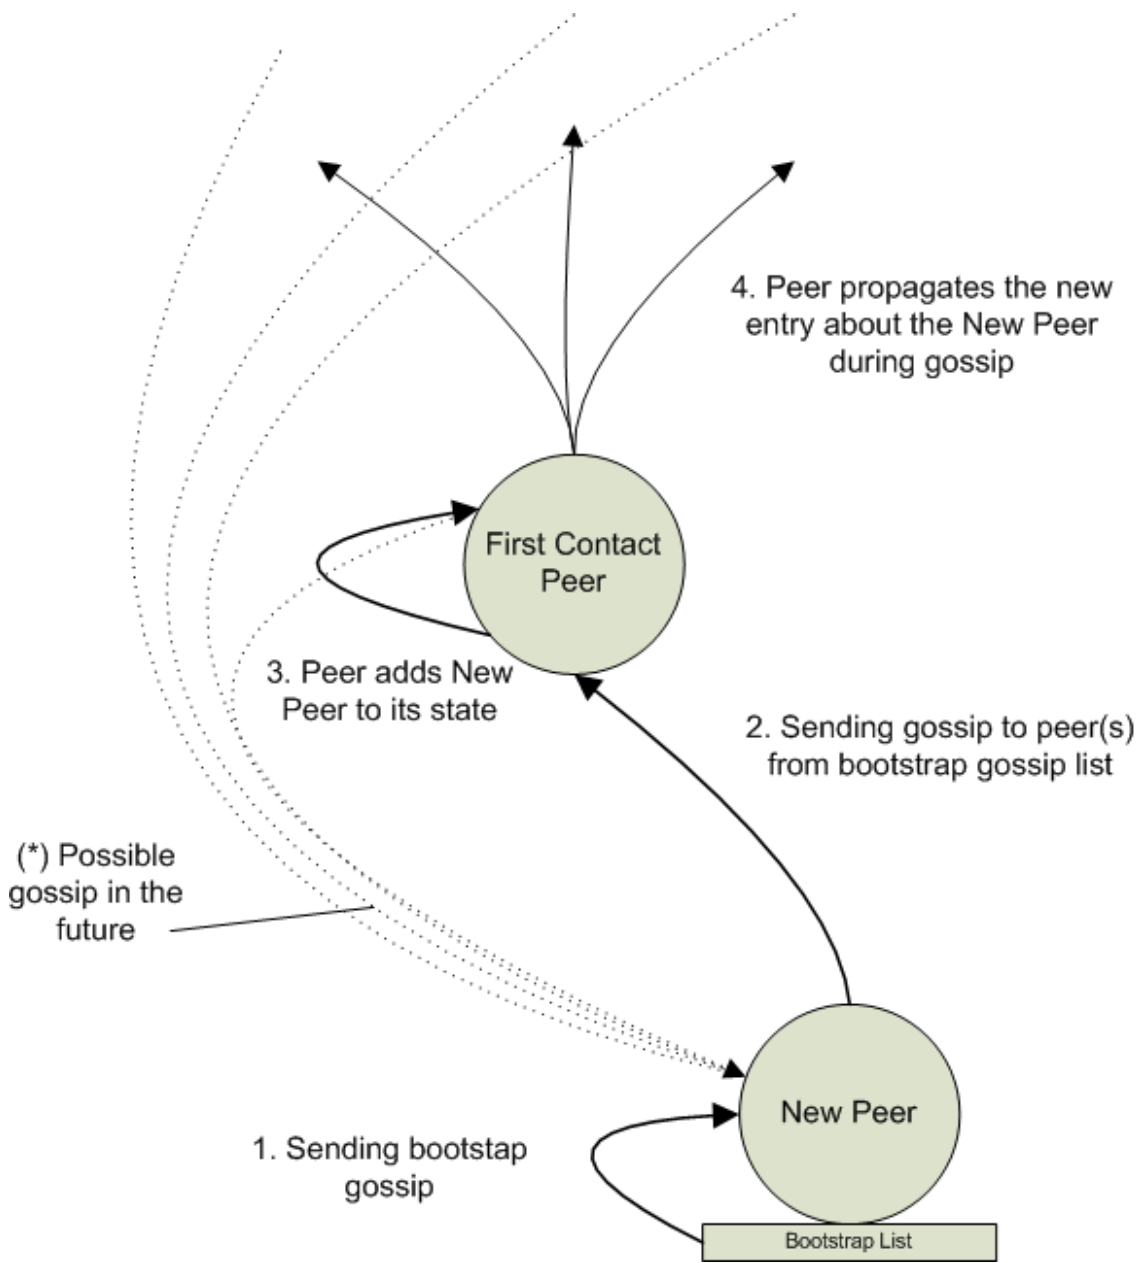 4. Peer propagates the new
entry about the New Peer
during gossip
First Contact
Peer
3. Peer adds New
Peer to its state
2. Sending gossip to peer(s)
from bootstrap gossip list
(*) Possible
gossip in the
future
New Peer
1. Sending bootstap
gossip
Bootstrap List